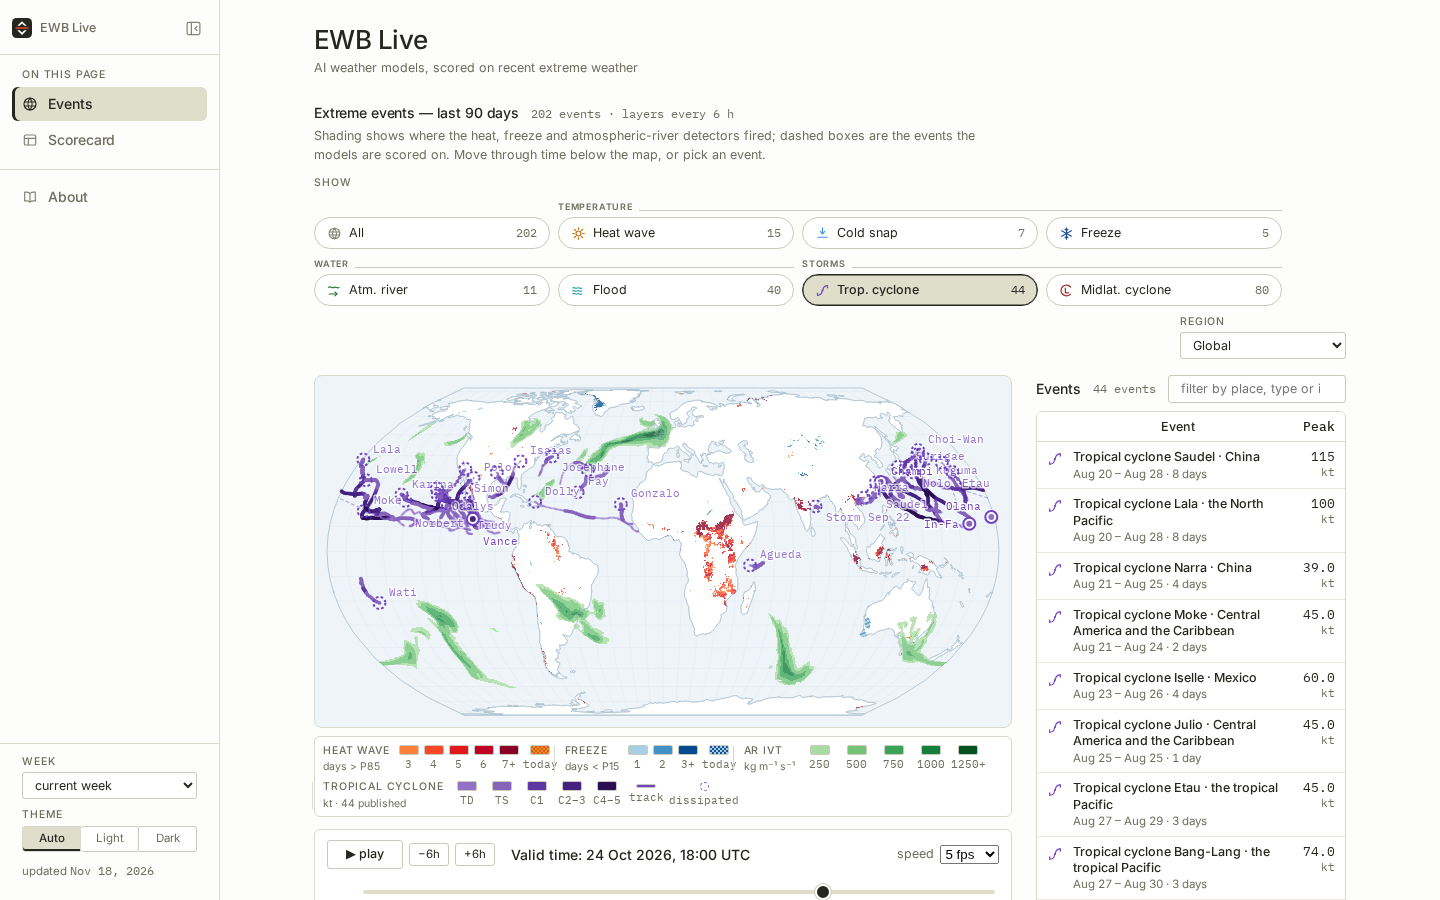 EWB Live
ON THIS PAGE
Events
Scorecard
About
WEEK
current week
THEME
Auto Light Dark
updated Nov 18, 2026
EWB Live
AI weather models, scored on recent extreme weather
Extreme events — last 90 days 202 events · layers every 6 h
Shading shows where the heat, freeze and atmospheric-river detectors fired; dashed boxes are the events the
models are scored on. Move through time below the map, or pick an event.
SHOW
TEMPERATURE
All 202
Heat wave 15
Cold snap 7
Freeze 5
WATER
STORMS
Atm. river 11
Flood 40
Trop. cyclone 44
Midlat. cyclone 80
REGION
Global
Lala
Lowell
Moke
Karina
Polo
Simon
Odalys
Norbert
Trudy
Vance
Isaias
Josephine
Fay
Dolly
Gonzalo
Wati
Agueda
Storm Sep 22
Choi-Wan
Champi
Koguma
Nolo
Etau
Narra
Saudel
Olana
In-Fa
HEAT WAVE
days > P85
3 4 5 6 7+ today
FREEZE
days < P15
1 2 3+ today
AR IVT
kg m⁻¹ s⁻¹
250 500 750 1000 1250+
TROPICAL CYCLONE
kt · 44 published
TD TS C1 C2–3 C4–5 track dissipated
▶ play −6h +6h Valid time: 24 Oct 2026, 18:00 UTC speed 5 fps
Events 44 events filter by place, type or i
Event Peak
Tropical cyclone Saudel · China 115
Aug 20 – Aug 28 · 8 days kt
Tropical cyclone Lala · the North 100
Pacific kt
Aug 20 – Aug 28 · 8 days
Tropical cyclone Narra · China 39.0
Aug 21 – Aug 25 · 4 days kt
Tropical cyclone Moke · Central 45.0
America and the Caribbean kt
Aug 21 – Aug 24 · 2 days
Tropical cyclone Iselle · Mexico 60.0
Aug 23 – Aug 26 · 4 days kt
Tropical cyclone Julio · Central 45.0
America and the Caribbean kt
Aug 25 – Aug 25 · 1 day
Tropical cyclone Etau · the tropical 45.0
Pacific kt
Aug 27 – Aug 29 · 3 days
Tropical cyclone Bang-Lang · the 74.0
tropical Pacific kt
Aug 27 – Aug 30 · 3 days